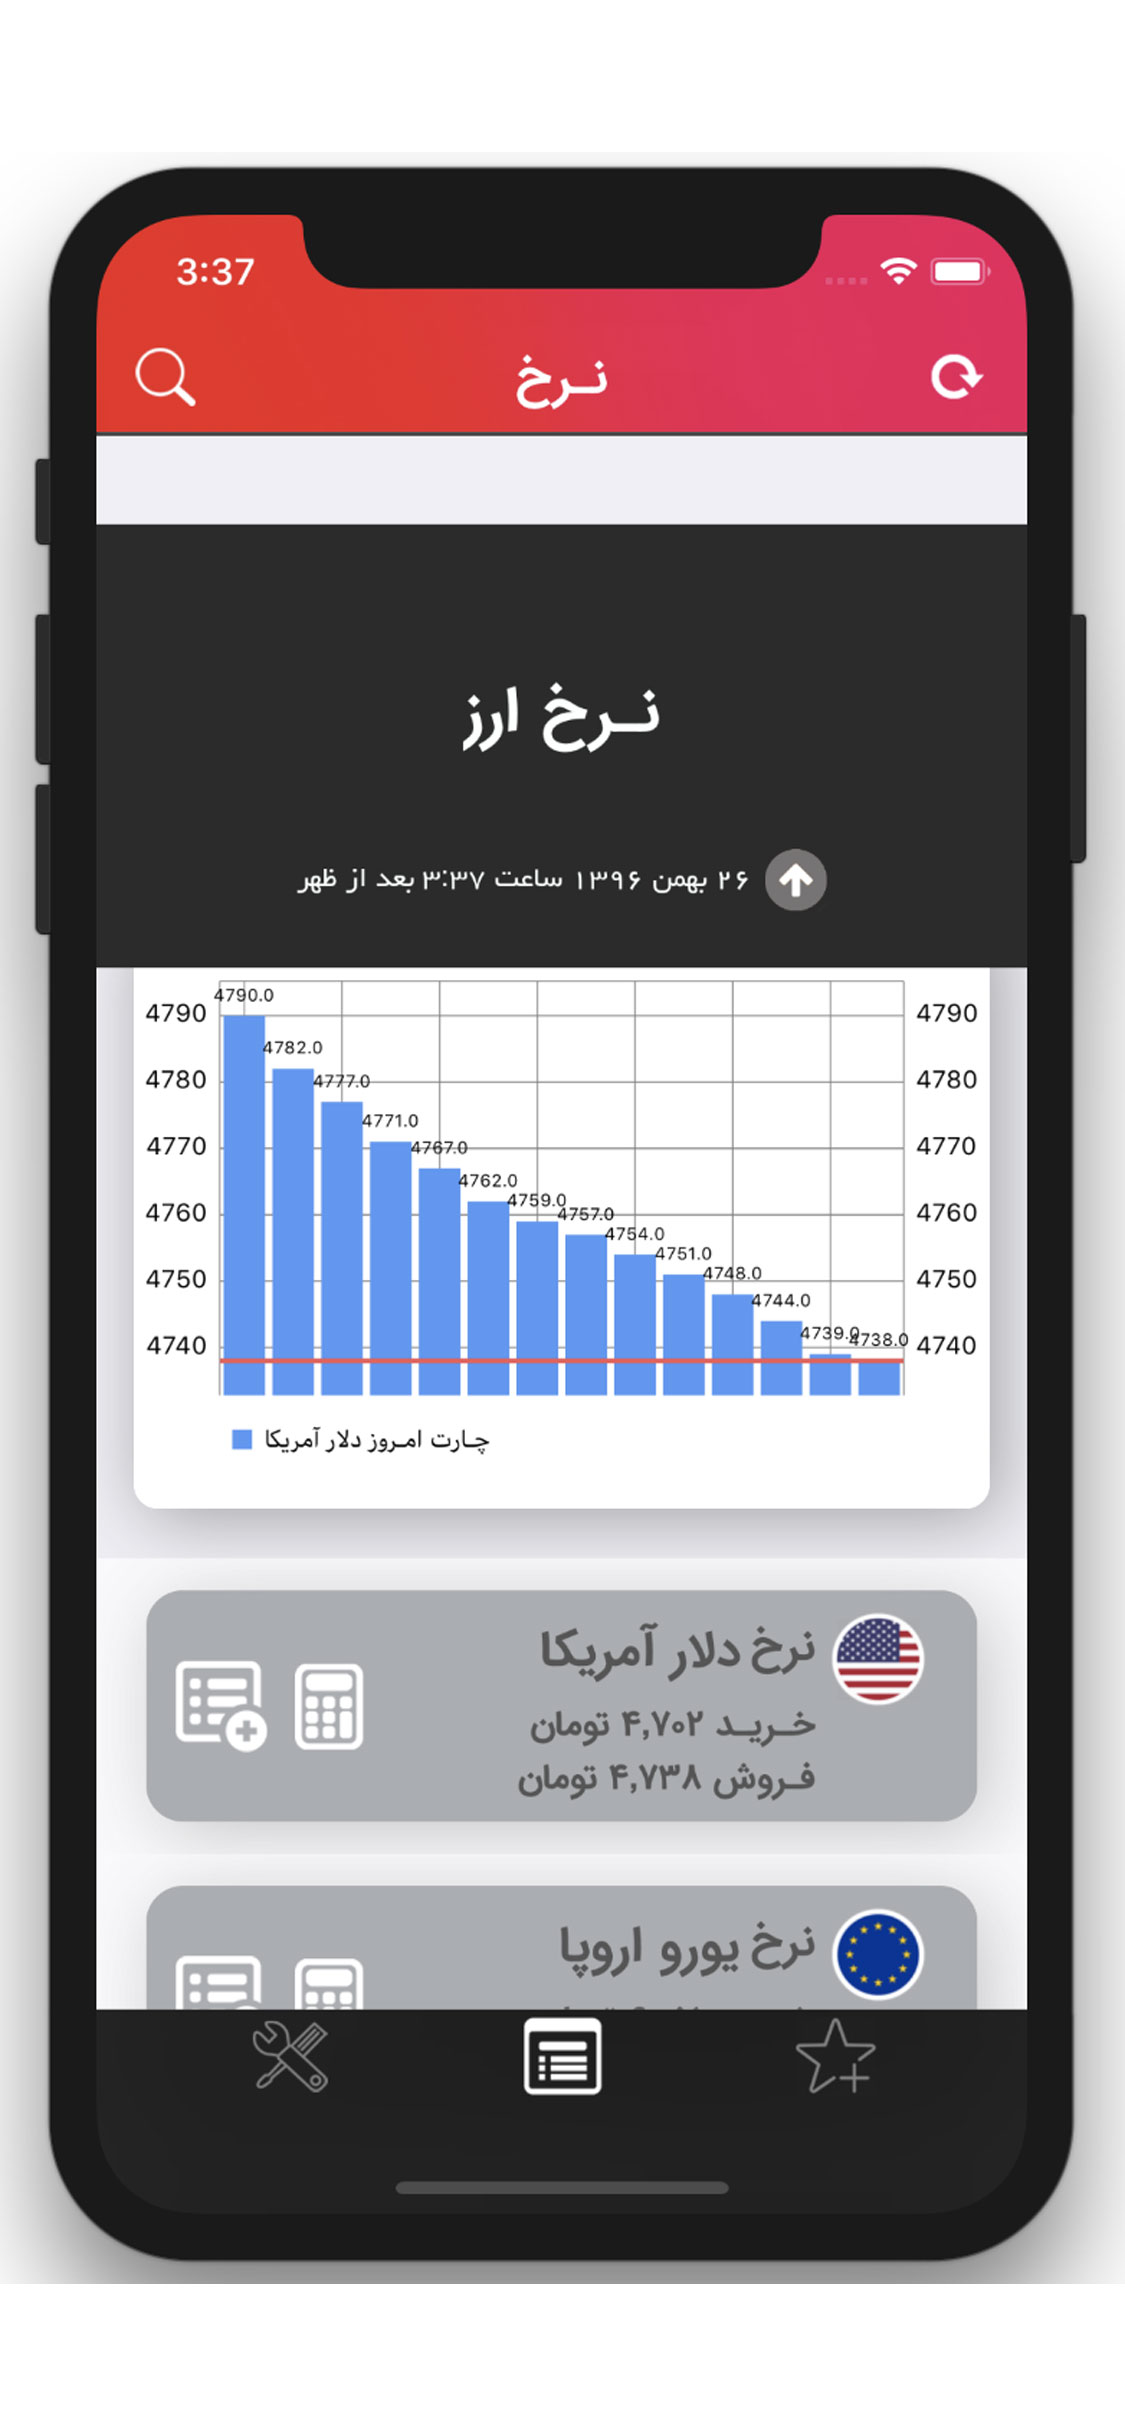 3:37
نـرخ
نـرخ ارز
۲۶ بهمن ۱۳۹۶ ساعت ۳:۳۷ بعد از ظهر
4790 4790.0 4790
4782.0
4780 4777.0 4780
4771.0
4770 4767.0 4770
4762.0
4760 4759.0 4760
4757.0
4754.0
4751.0
4750 4748.0 4750
4744.0
4740 4739.0 4738.0 4740
چـارت امـروز دلار آمریکا
نرخ دلار آمریکا
خـریـد ۴,۷۰۲ تومان
فـروش ۴,۷۳۸ تومان
نرخ یورو اروپا